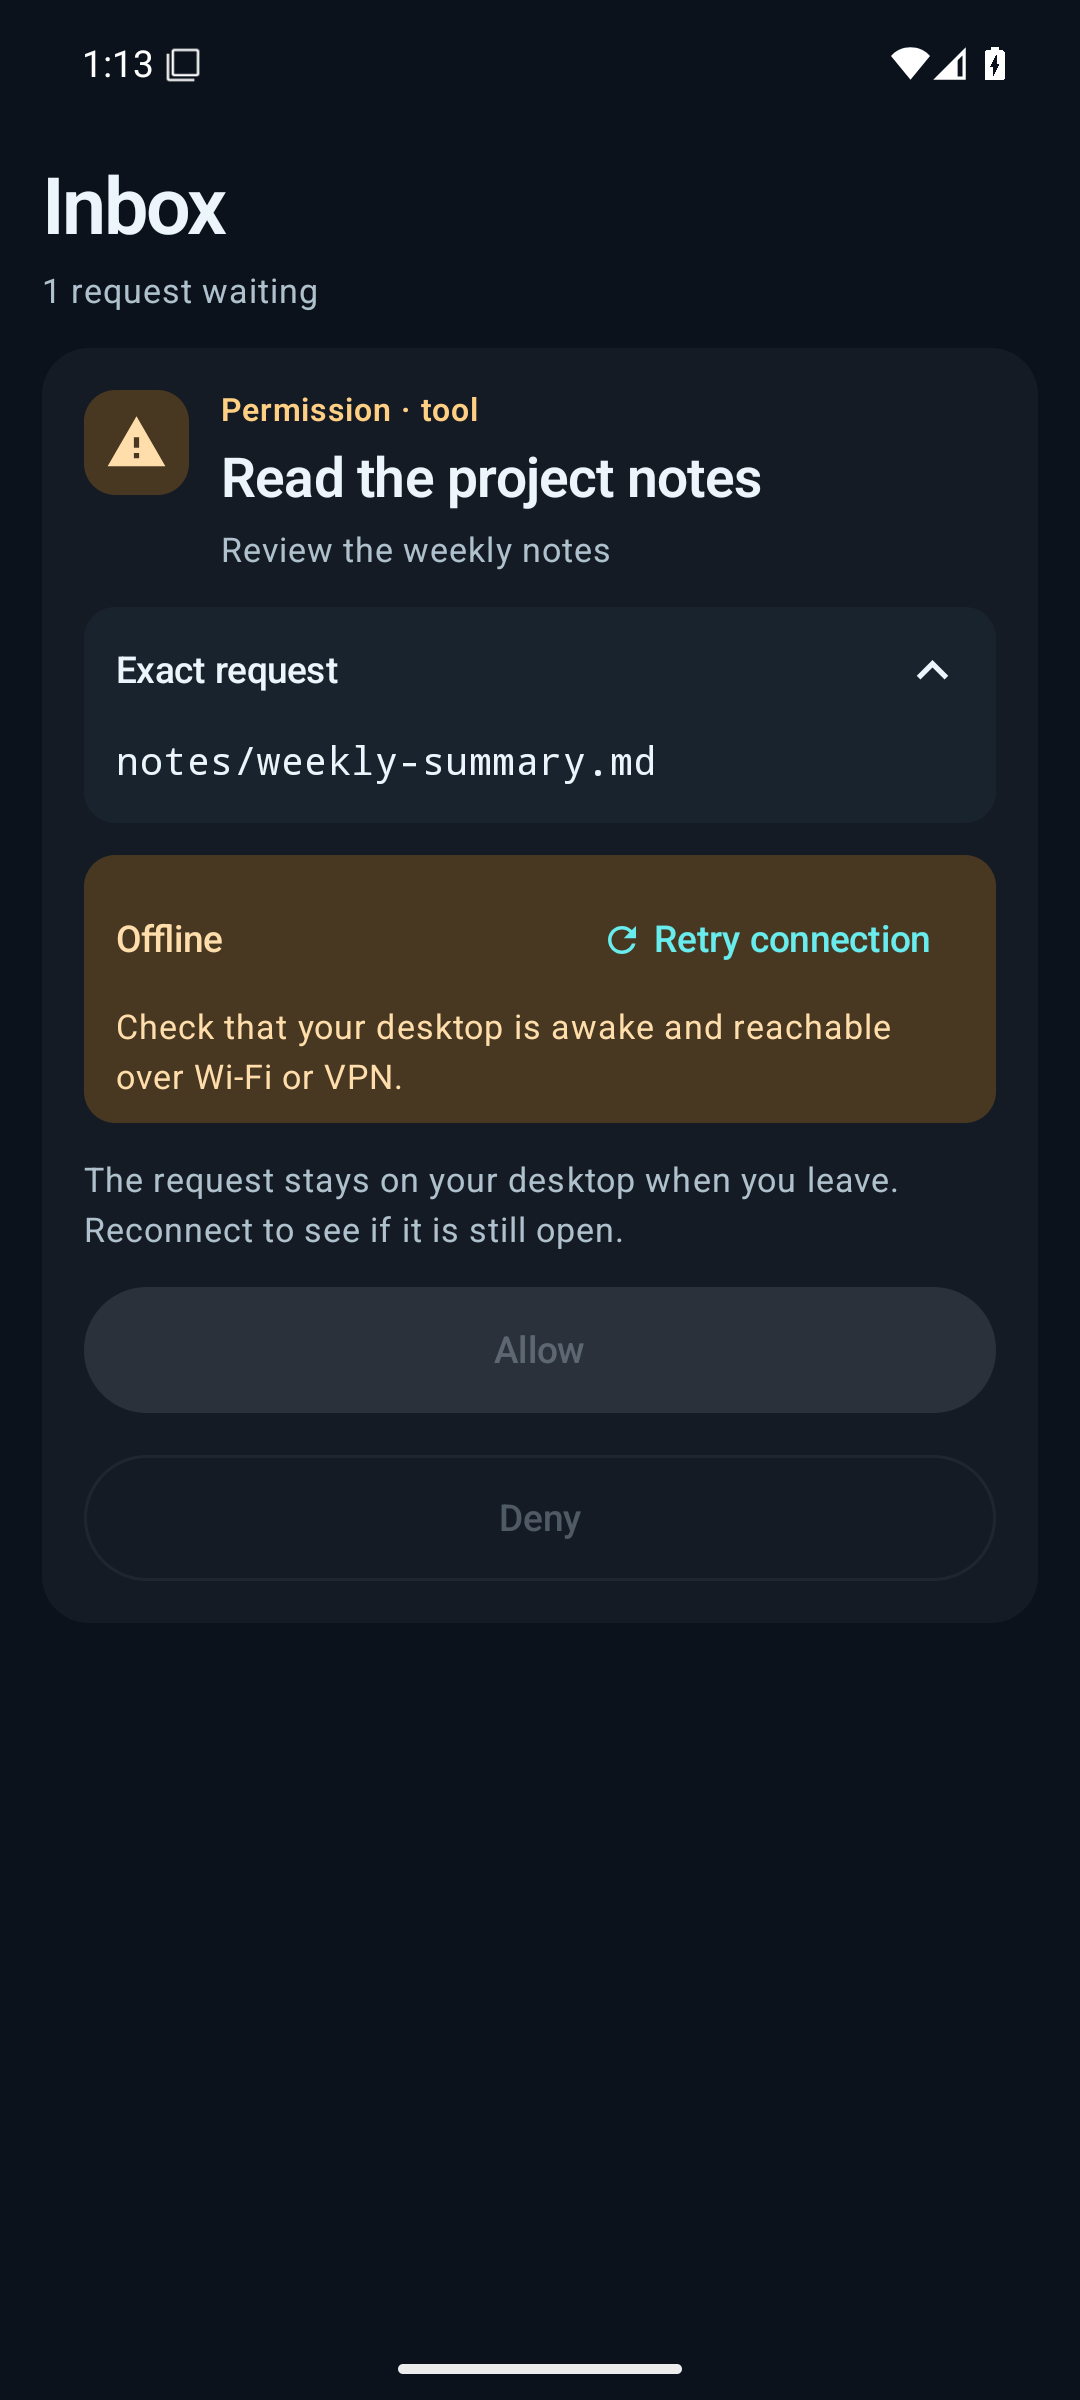 1:13
Inbox
1 request waiting
Permission · tool
Read the project notes
Review the weekly notes
Exact request
notes/weekly-summary.md
Offline
Retry connection
Check that your desktop is awake and reachable
over Wi-Fi or VPN.
The request stays on your desktop when you leave.
Reconnect to see if it is still open.
Allow
Deny